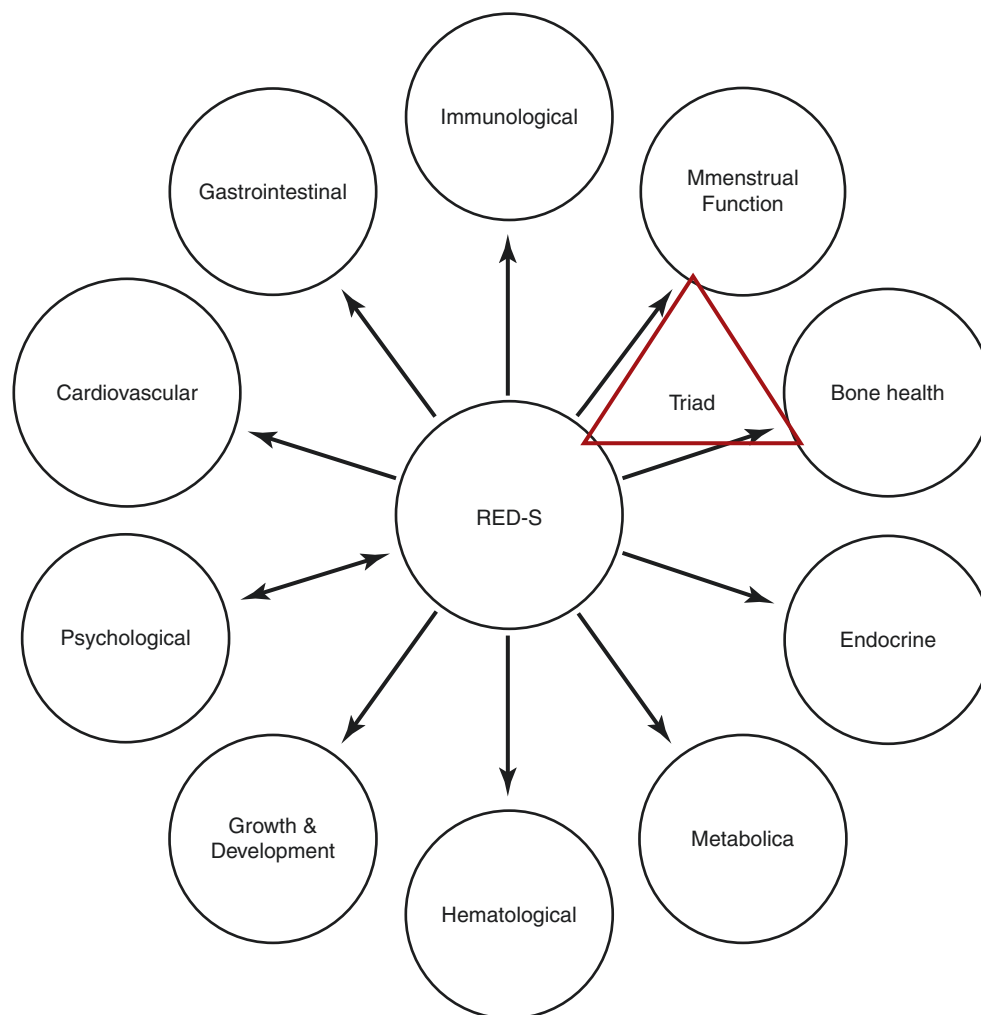 Immunological
Mmenstrual
Function
Gastrointestinal
Cardiovascular
Triad
Bone health
RED-S
Psychological
Endocrine
Growth &
Development
Metabolica
Hematological